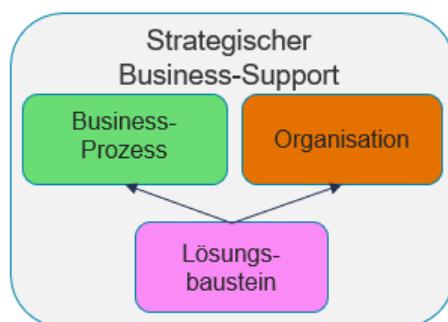 Strategischer
Business-Support
Business-
Prozess
Organisation
Lösungs-
baustein